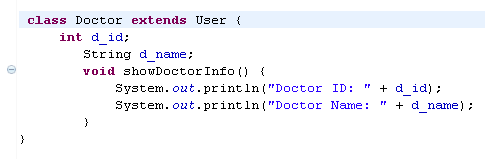 class Doctor extends User {
int d_id;
String d_name;
void showDoctorInfo() {
System.out.println("Doctor ID: " + d_id);
System.out.println("Doctor Name: " + d_name);
}
}